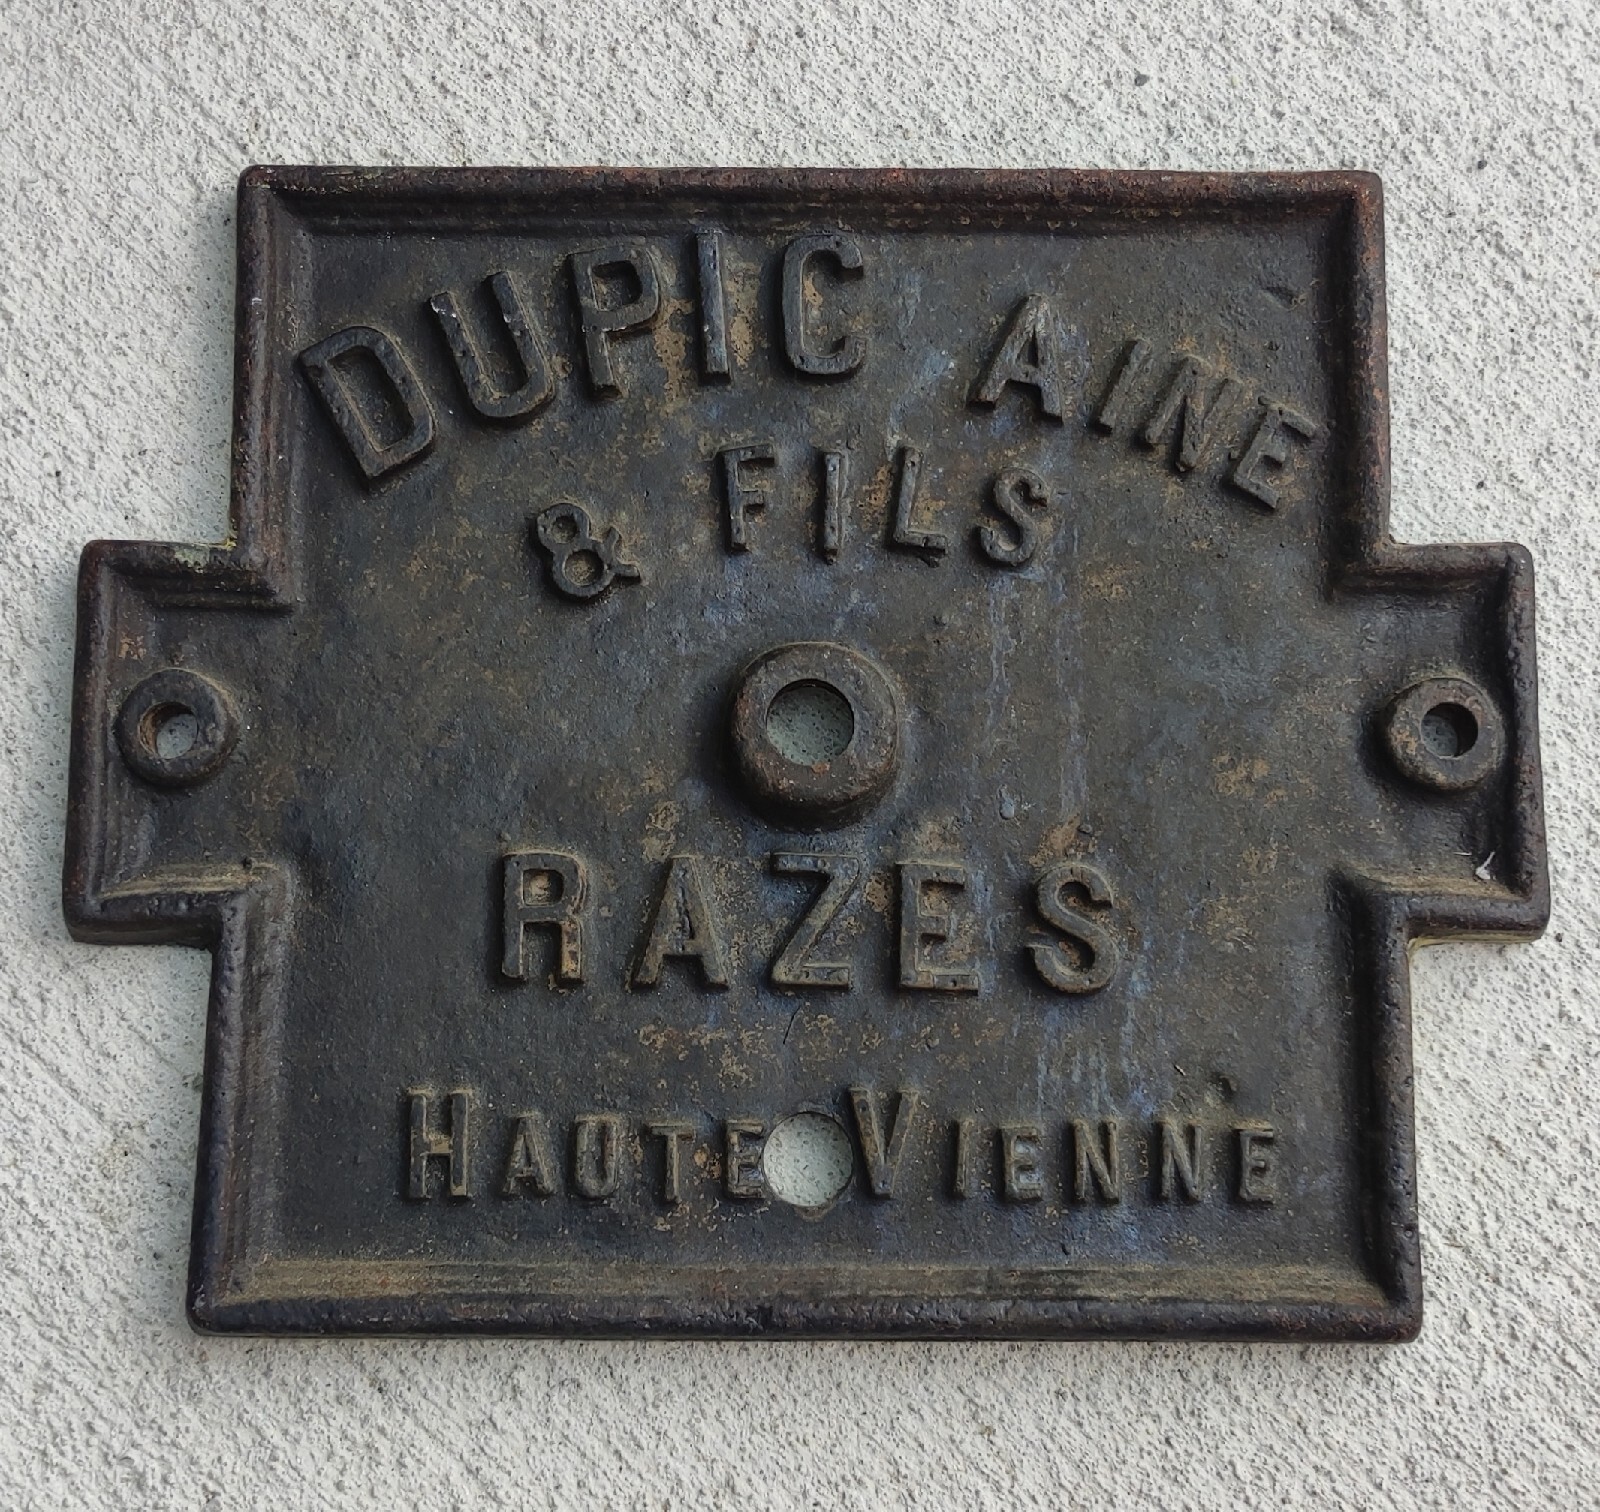 DUPIC AINE
& FILS
RAZES
HAUTE VIENNE